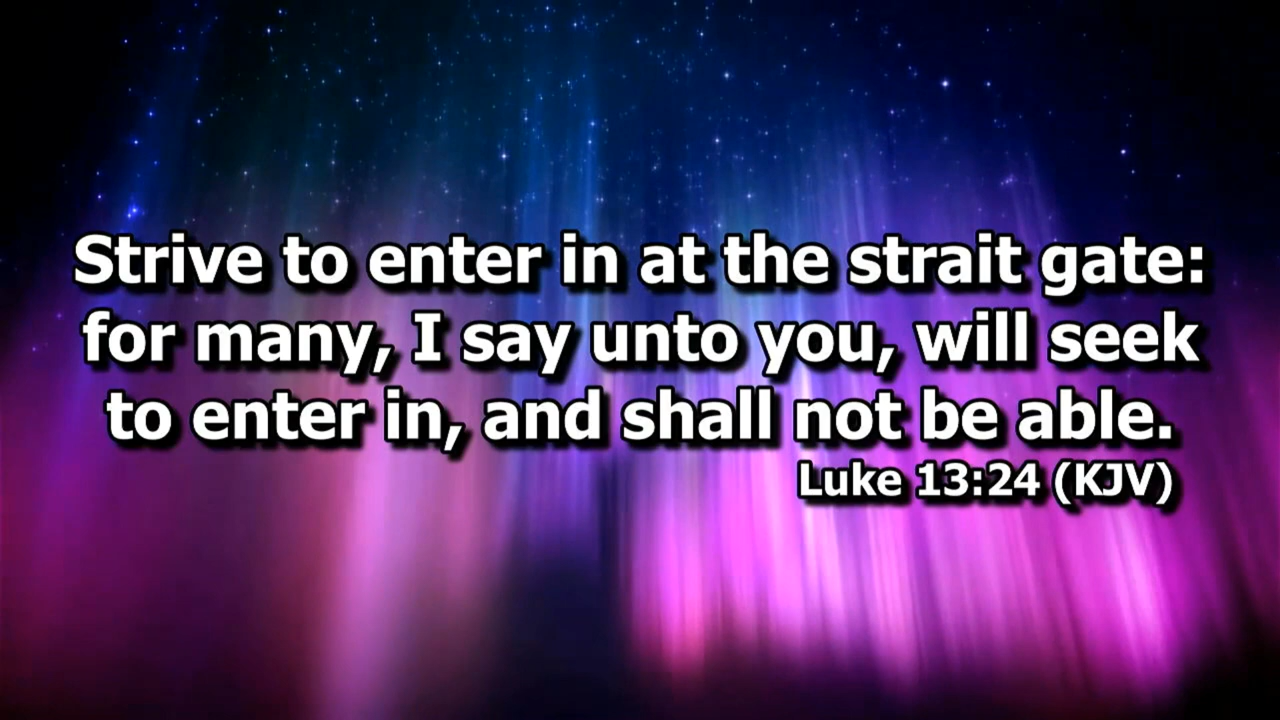 Strive to enter in at the strait gate:
for many, I say unto you, will seek
to enter in, and shall not be able.
Luke 13:24 (KJV)